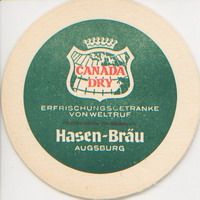 CANADA
DRY
ERFRISCHUNGSGETRÄNKE
VON WELTRUF
Hasen-Bräu
AUGSBURG